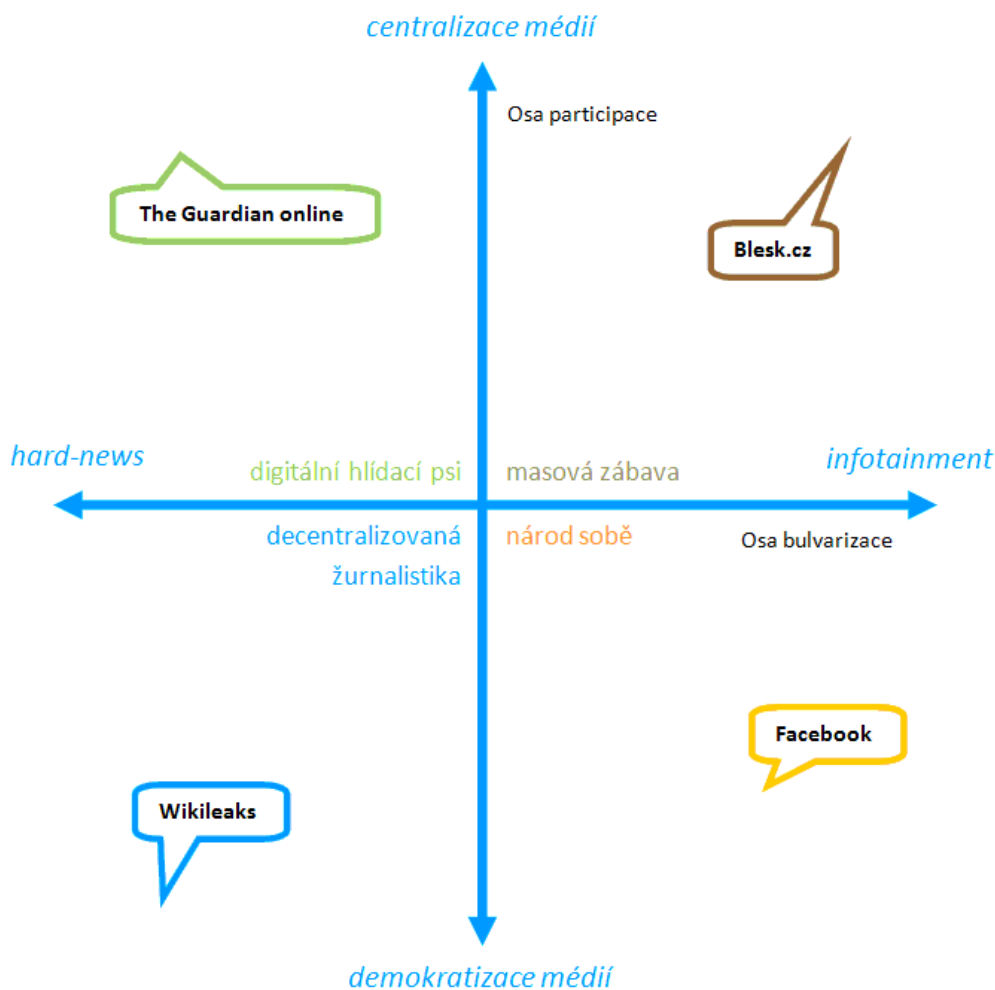 centralizace médií
Osa participace
The Guardian online
Blesk.cz
hard-news
infotainment
digitální hlídací psi
masová zábava
decentralizovaná
žurnalistika
národ sobě
Osa bulvarizace
Facebook
Wikileaks
demokratizace médií